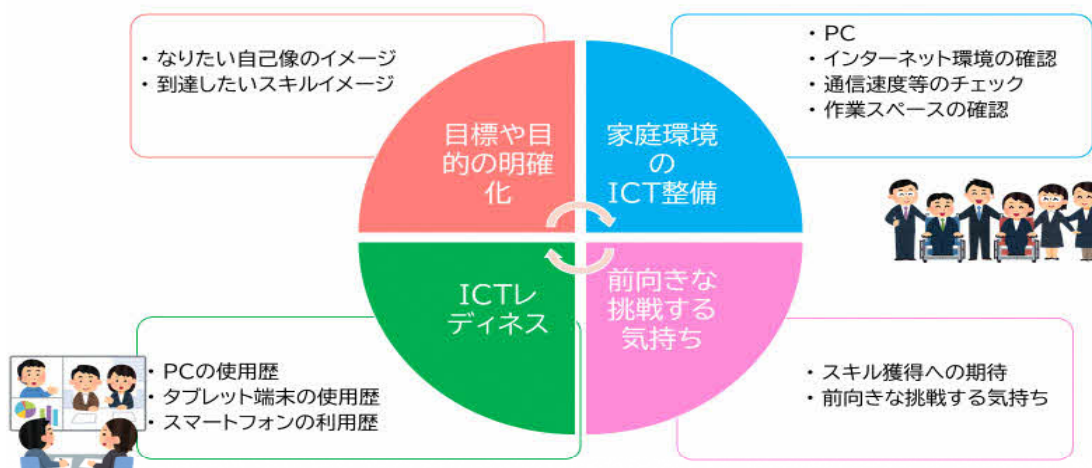 ・なりたい自己像のイメージ
・到達したいスキルイメージ
目標や目
的の明確
化
・PC
・インターネット環境の確認
・通信速度等のチェック
・作業スペースの確認
家庭環境
の
ICT整備
ICTレ
ディネス
・PCの使用歴
・タブレット端末の使用歴
・スマートフォンの利用歴
前向きな
挑戦する
気持ち
・スキル獲得への期待
・前向きな挑戦する気持ち